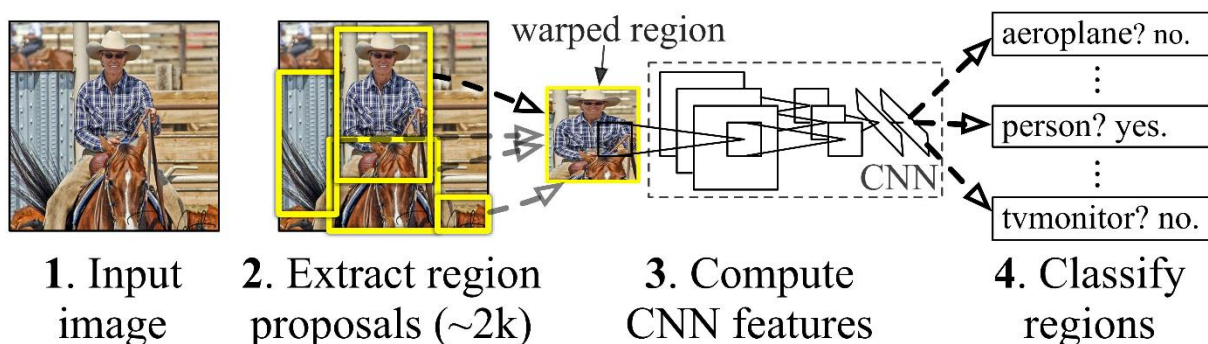 warped region
aeroplane? no.
⋮
person? yes.
CNN
⋮
tvmonitor? no.
1. Input
image
2. Extract region
proposals (~2k)
3. Compute
CNN features
4. Classify
regions